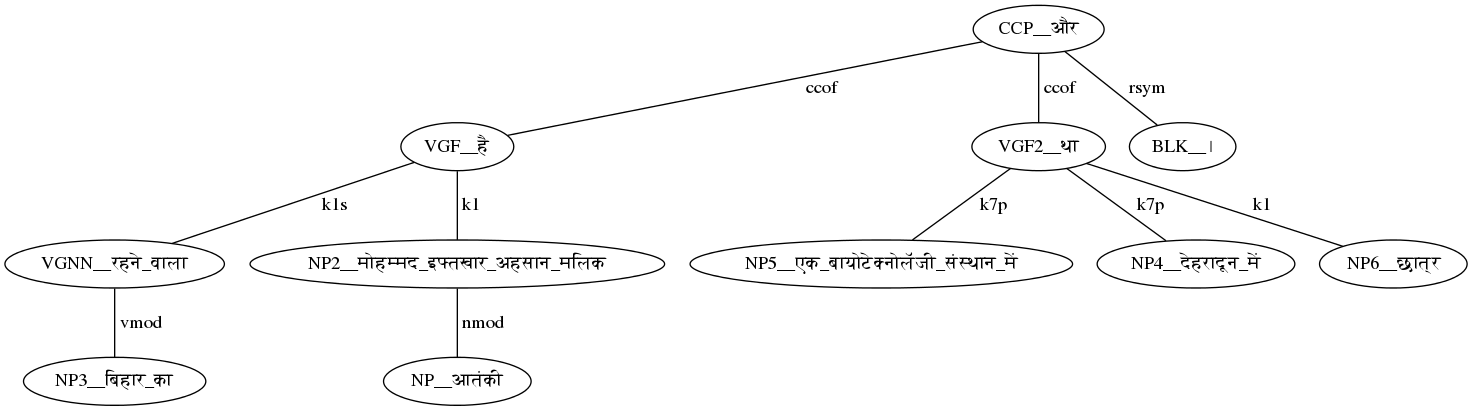 CCP__और
ccof ccof rsym
VGF__है VGF2__था BLK__।
k1s k1 k7p k7p k1
VGNN__रहने_वाला NP2__मोहम्मद_इफ्तखार_अहसान_मलिक NP5__एक_बायोटेक्नोलॅजी_संस्थान_में NP4__देहरादून_में NP6__छात्र
vmod nmod
NP3__बिहार_का NP__आतंकी